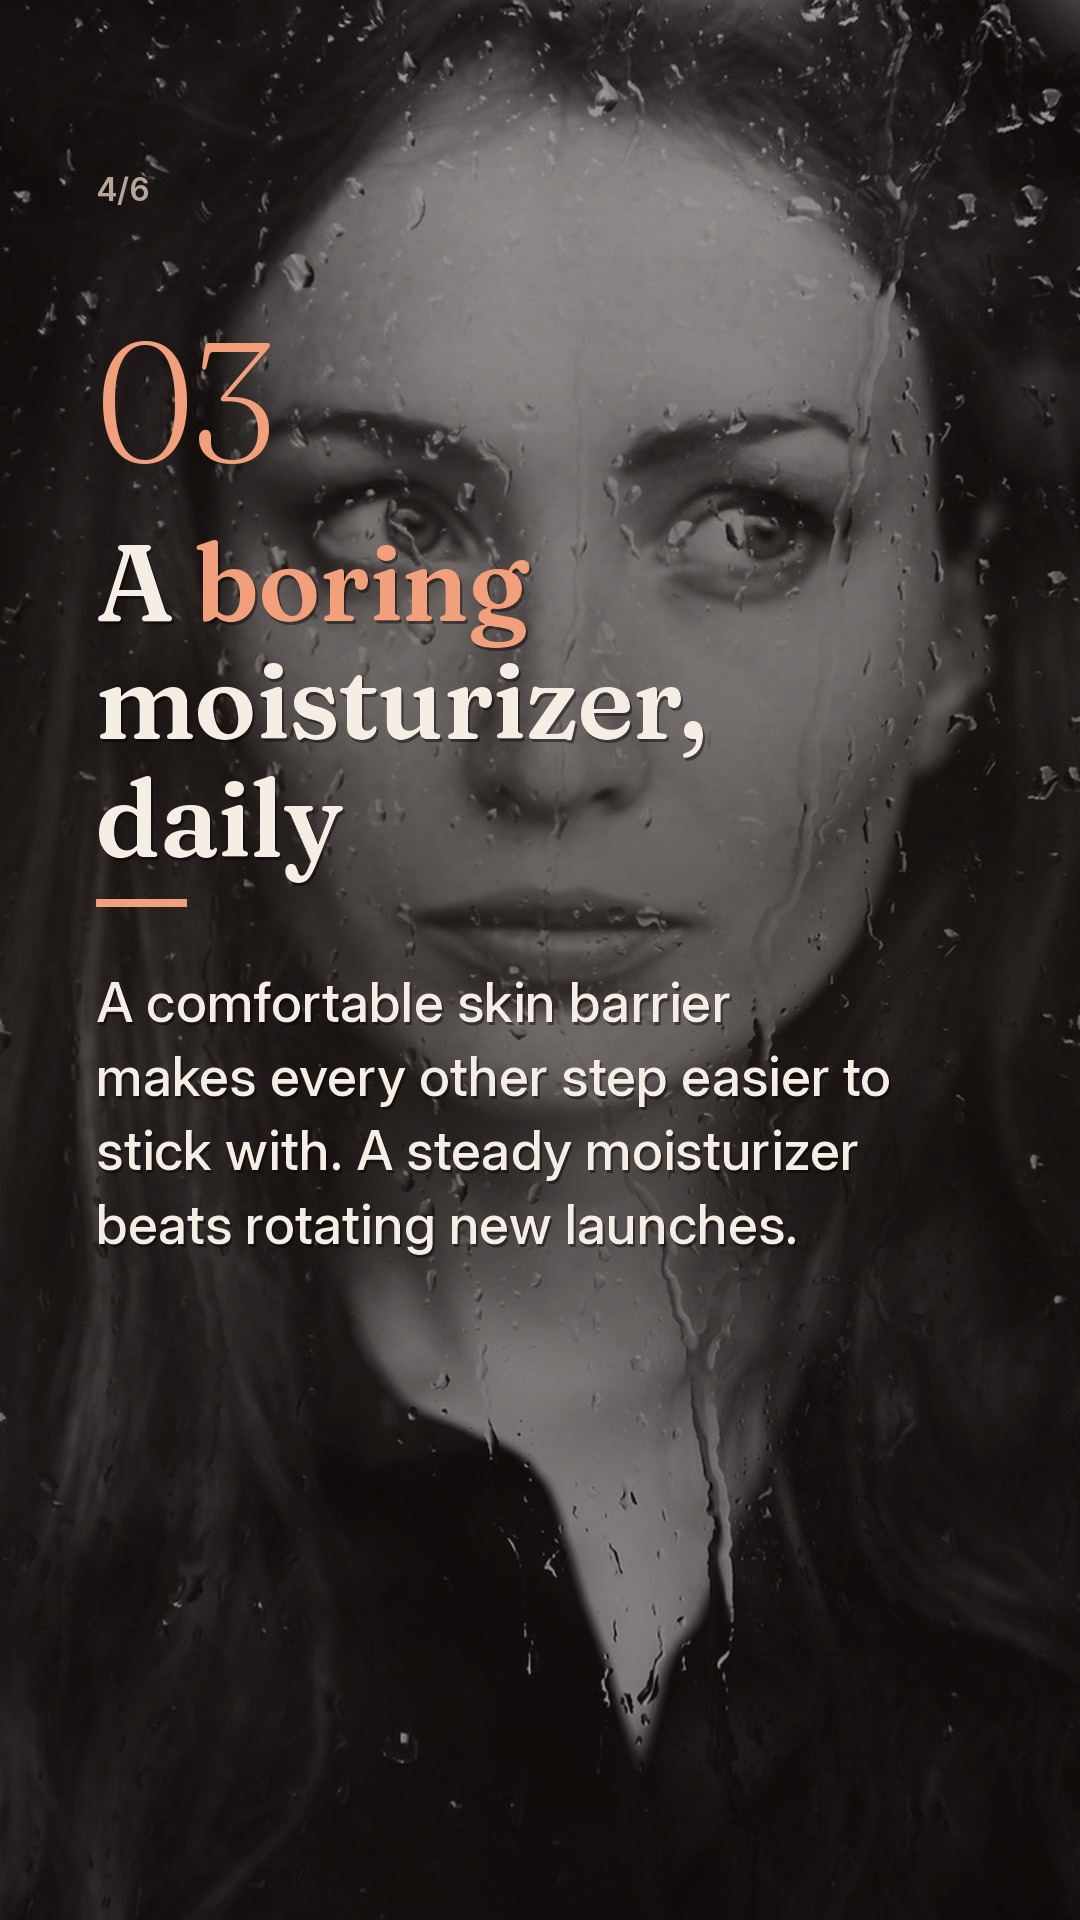 4/6
03
A boring
moisturizer,
daily
A comfortable skin barrier
makes every other step easier to
stick with. A steady moisturizer
beats rotating new launches.